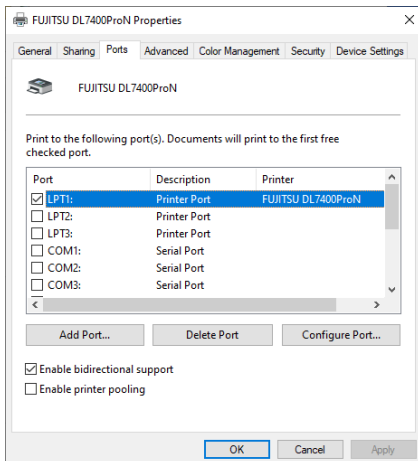 FUJITSU DL7400ProN Properties
General Sharing Ports Advanced Color Management Security Device Settings
FUJITSU DL7400ProN
Print to the following port(s). Documents will print to the first free
checked port.
Port Description Printer
LPT1: Printer Port FUJITSU DL7400ProN
LPT2: Printer Port
LPT3: Printer Port
COM1: Serial Port
COM2: Serial Port
COM3: Serial Port
Add Port... Delete Port Configure Port...
Enable bidirectional support
Enable printer pooling
OK Cancel Apply